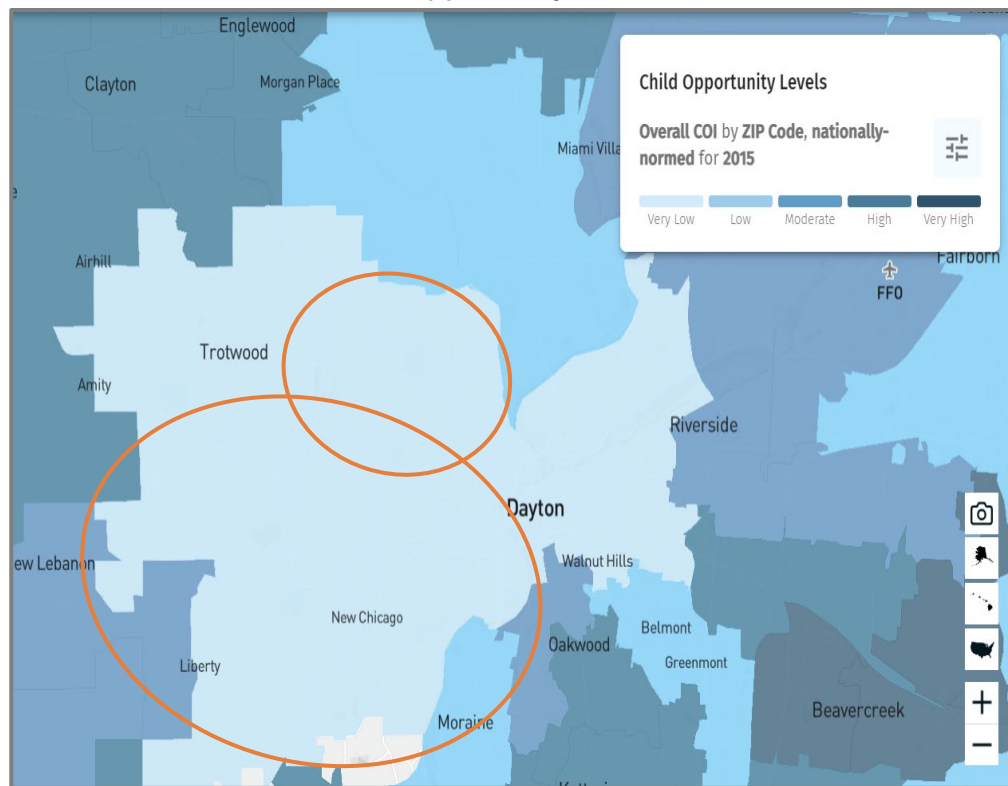 Englewood
Clayton
Morgan Place
Child Opportunity Levels
Overall COI by ZIP Code, nationally-
normed for 2015
Very Low Low Moderate High Very High
Miami Villa
Airhill
Fairborn
FFO
Trotwood
Amity
Riverside
Dayton
ew Lebanon
Walnut Hills
New Chicago
Belmont
Oakwood
Greenmont
Liberty
Moraine
Beavercreek
+
−